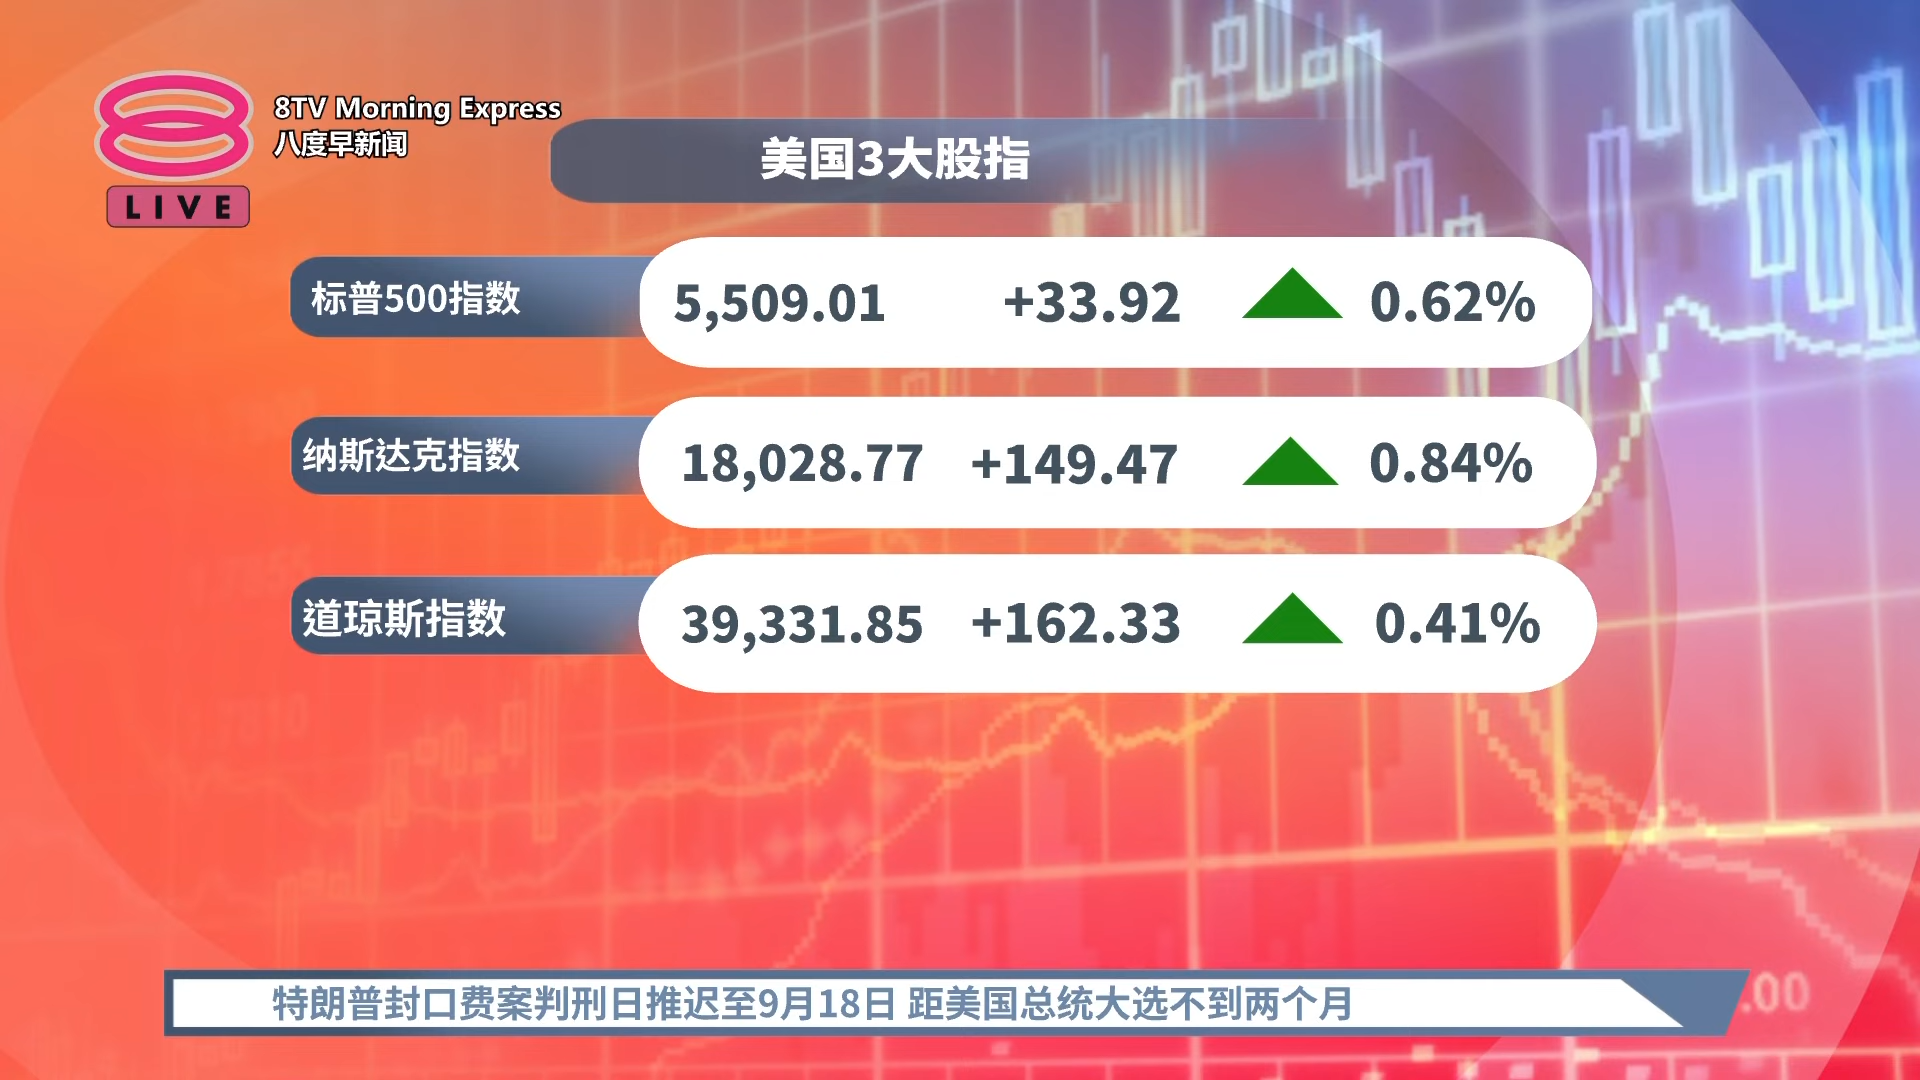 8TV Morning Express
八度早新闻
LIVE
美国3大股指
标普500指数 5,509.01 +33.92 0.62%
纳斯达克指数 18,028.77 +149.47 0.84%
道琼斯指数 39,331.85 +162.33 0.41%
特朗普封口费案判刑日推迟至9月18日 距美国总统大选不到两个月
.00